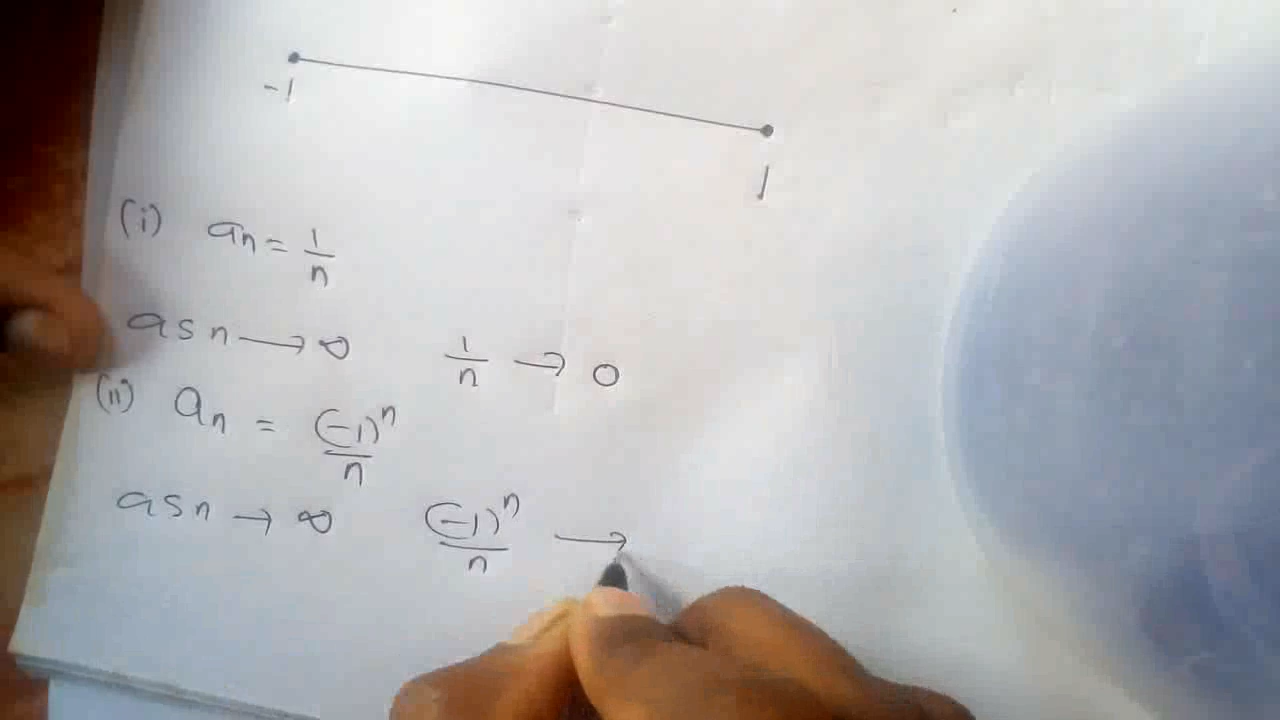 -1
1
(i) an = 1/n
as n → ∞ 1/n → 0
(ii) an = (-1)^n/n
as n → ∞ (-1)^n/n →